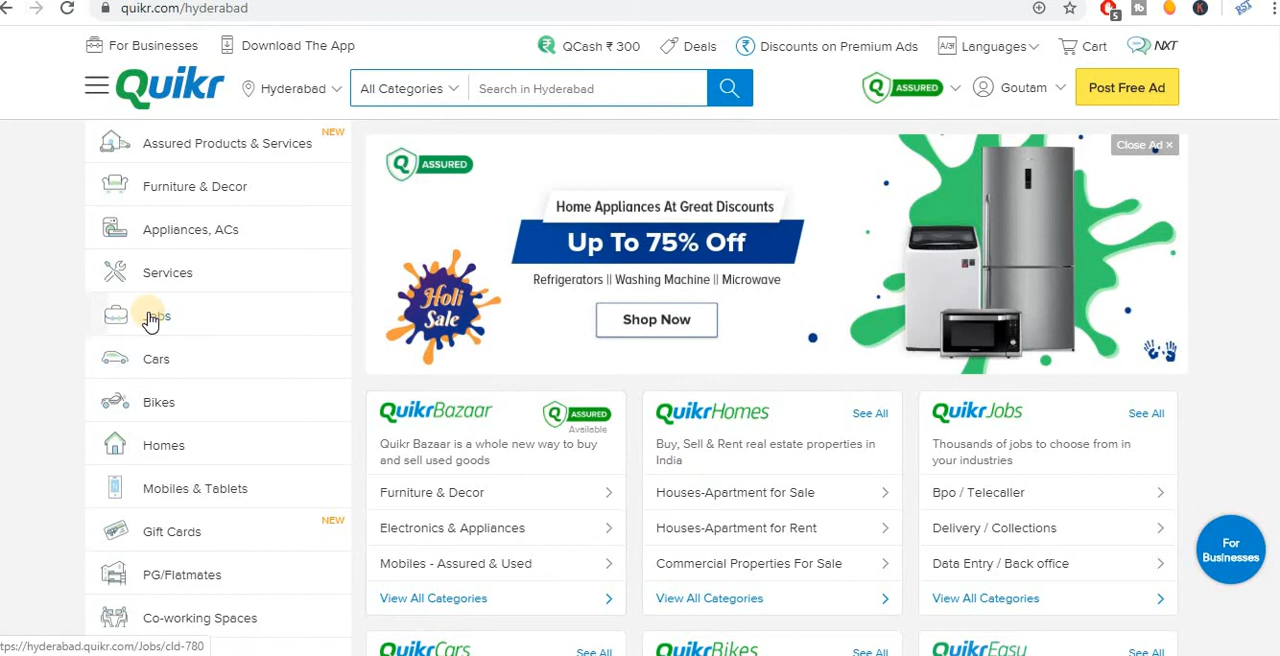 quikr.com/hyderabad
5
tb
K
RST
For Businesses
Download The App
QCash ₹ 300
Deals
Discounts on Premium Ads
A/अ
Languages
Cart
NXT
Quikr
Hyderabad
All Categories
Search in Hyderabad
Q ASSURED
Goutam
Post Free Ad
Assured Products & Services
NEW
Furniture & Decor
Appliances, ACs
Services
Jobs
Cars
Bikes
Homes
Mobiles & Tablets
Gift Cards
NEW
PG/Flatmates
Co-working Spaces
Q ASSURED
Close Ad ×
Home Appliances At Great Discounts
Up To 75% Off
Refrigerators || Washing Machine || Microwave
Shop Now
Holi
Sale
QuikrBazaar
Q ASSURED
Available
Quikr Bazaar is a whole new way to buy
and sell used goods
Furniture & Decor
Electronics & Appliances
Mobiles - Assured & Used
View All Categories
QuikrHomes
See All
Buy, Sell & Rent real estate properties in
India
Houses-Apartment for Sale
Houses-Apartment for Rent
Commercial Properties For Sale
View All Categories
QuikrJobs
See All
Thousands of jobs to choose from in
your industries
Bpo / Telecaller
Delivery / Collections
Data Entry / Back office
View All Categories
For
Businesses
QuikrCars
See All
QuikrBikes
See All
QuikrEasy
See All
tps://hyderabad.quikr.com/Jobs/cld-780